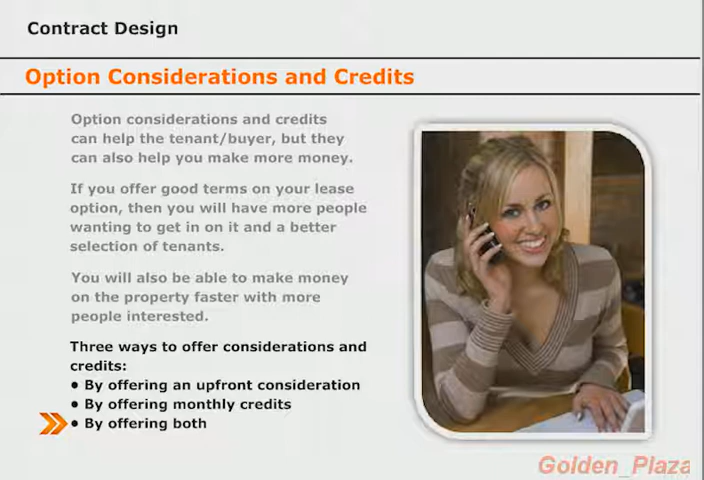 Contract Design
Option Considerations and Credits
Option considerations and credits
can help the tenant/buyer, but they
can also help you make more money.
If you offer good terms on your lease
option, then you will have more people
wanting to get in on it and a better
selection of tenants.
You will also be able to make money
on the property faster with more
people interested.
Three ways to offer considerations and
credits:
• By offering an upfront consideration
• By offering monthly credits
• By offering both
Golden_Plaza